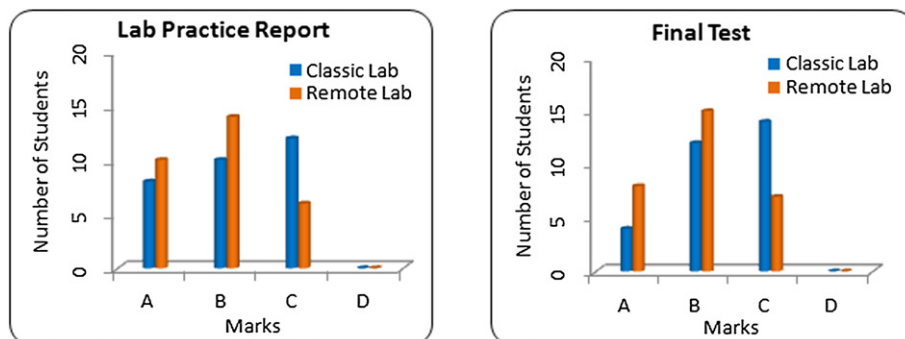 Lab Practice Report
20
15
10
5
0
Number of Students
Classic Lab
Remote Lab
A B C D
Marks
Final Test
20
15
10
5
0
Number of Students
Classic Lab
Remote Lab
A B C D
Marks